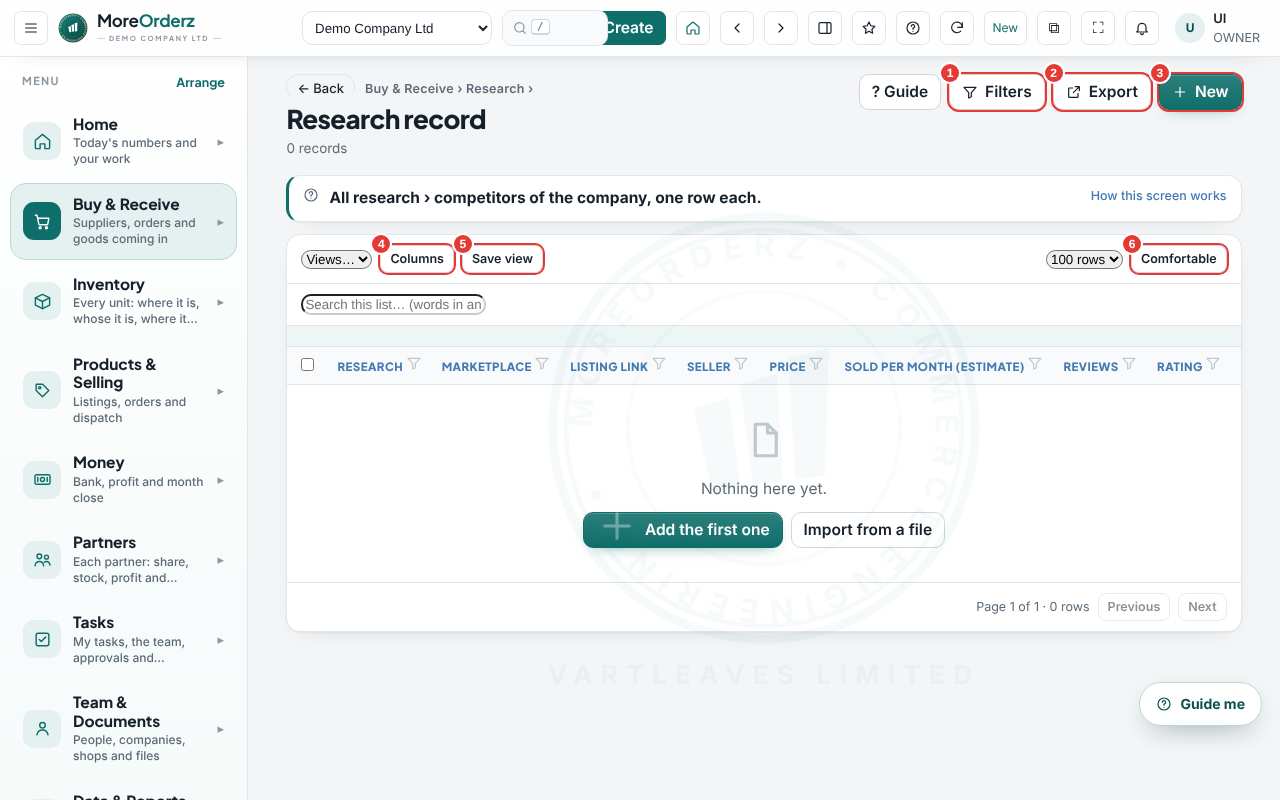 MoreOrderz
— DEMO COMPANY LTD —
Demo Company Ltd
/
Create
New
U
UI
OWNER
MENU
Arrange
Home
Today's numbers and
your work
Buy & Receive
Suppliers, orders and
goods coming in
Inventory
Every unit: where it is,
whose it is, where it…
Products &
Selling
Listings, orders and
dispatch
Money
Bank, profit and month
close
Partners
Each partner: share,
stock, profit and…
Tasks
My tasks, the team,
approvals and…
Team &
Documents
People, companies,
shops and files
Data & Reports
← Back
Buy & Receive › Research ›
Research record
0 records
? Guide
1
Filters
2
Export
3
+ New
All research › competitors of the company, one row each.
How this screen works
Views…
4
Columns
5
Save view
100 rows
6
Comfortable
Search this list… (words in an
RESEARCH
MARKETPLACE
LISTING LINK
SELLER
PRICE
SOLD PER MONTH (ESTIMATE)
REVIEWS
RATING
Nothing here yet.
Add the first one
Import from a file
Page 1 of 1 · 0 rows
Previous
Next
MOREORDERZ • COMMERCE ENGINEERING •
VARTLEAVES LIMITED
Guide me